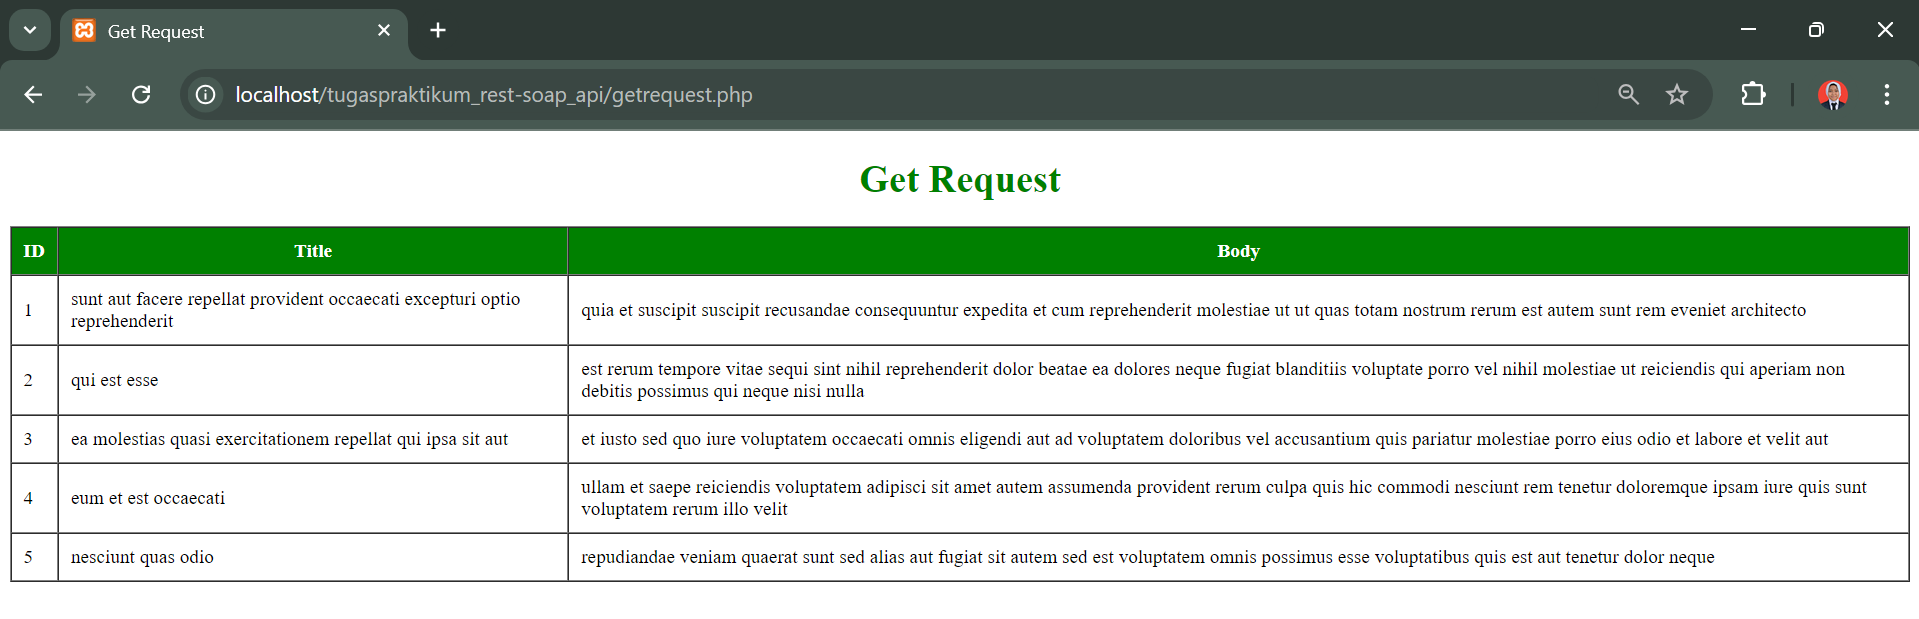 Get Request
localhost/tugaspraktikum_rest-soap_api/getrequest.php
Get Request
ID Title Body
1 sunt aut facere repellat provident occaecati excepturi optio
reprehenderit
quia et suscipit suscipit recusandae consequuntur expedita et cum reprehenderit molestiae ut ut quas totam nostrum rerum est autem sunt rem eveniet architecto
2 qui est esse
est rerum tempore vitae sequi sint nihil reprehenderit dolor beatae ea dolores neque fugiat blanditiis voluptate porro vel nihil molestiae ut reiciendis qui aperiam non
debitis possimus qui neque nisi nulla
3 ea molestias quasi exercitationem repellat qui ipsa sit aut
et iusto sed quo iure voluptatem occaecati omnis eligendi aut ad voluptatem doloribus vel accusantium quis pariatur molestiae porro eius odio et labore et velit aut
4 eum et est occaecati
ullam et saepe reiciendis voluptatem adipisci sit amet autem assumenda provident rerum culpa quis hic commodi nesciunt rem tenetur doloremque ipsam iure quis sunt
voluptatem rerum illo velit
5 nesciunt quas odio
repudiandae veniam quaerat sunt sed alias aut fugiat sit autem sed est voluptatem omnis possimus esse voluptatibus quis est aut tenetur dolor neque